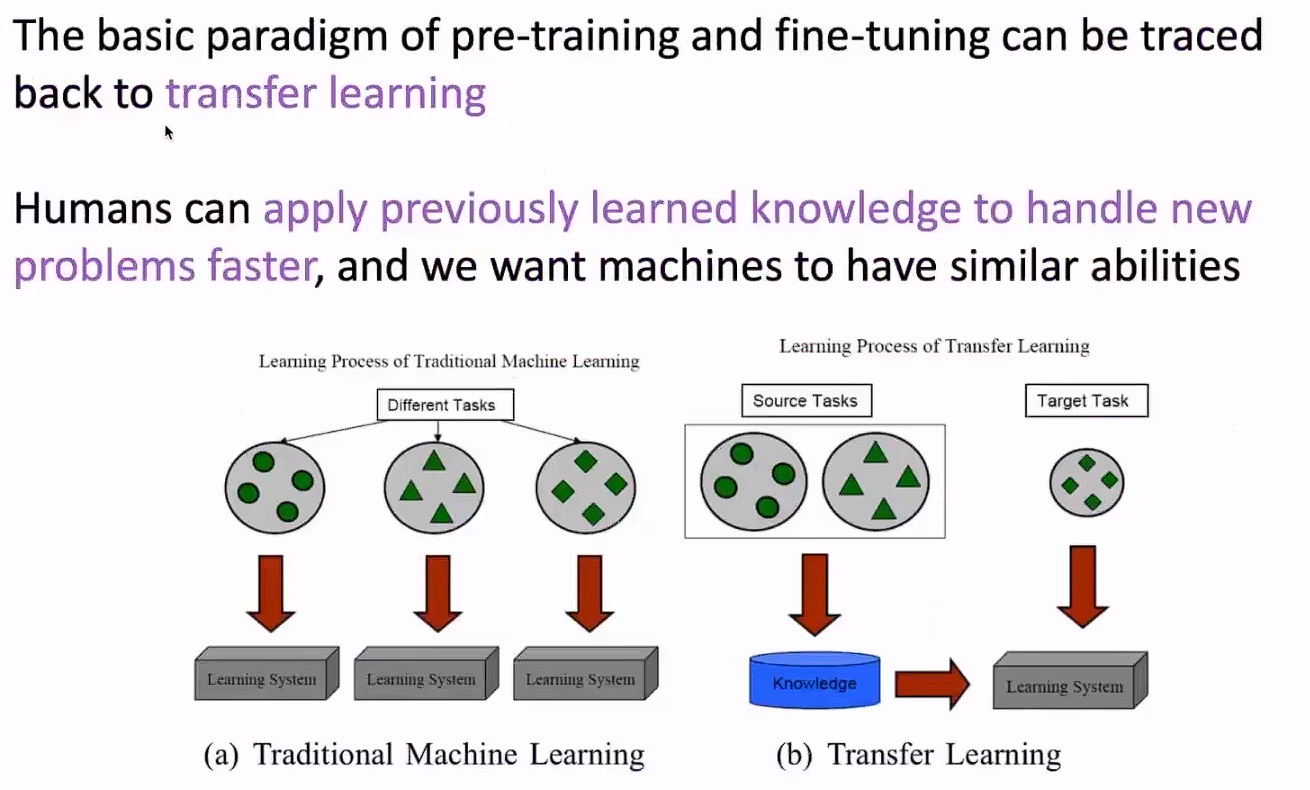 The basic paradigm of pre-training and fine-tuning can be traced
back to transfer learning
Humans can apply previously learned knowledge to handle new
problems faster, and we want machines to have similar abilities
Learning Process of Traditional Machine Learning
Different Tasks
Learning System
Learning System
Learning System
(a) Traditional Machine Learning
Learning Process of Transfer Learning
Source Tasks
Target Task
Knowledge
Learning System
(b) Transfer Learning